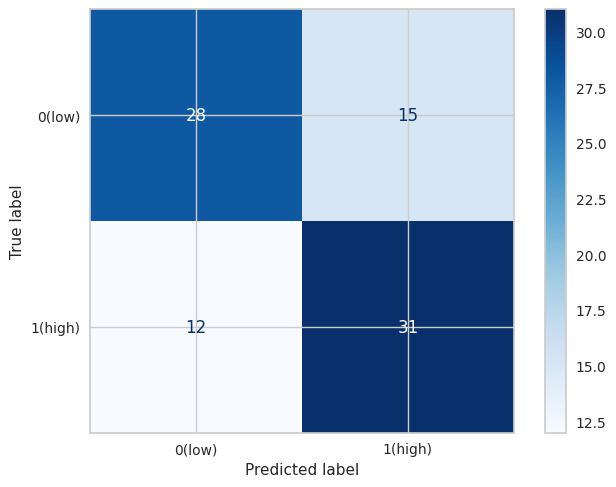 0(low)
28
15
1(high)
12
31
0(low)
1(high)
True label
Predicted label
30.0
27.5
25.0
22.5
20.0
17.5
15.0
12.5